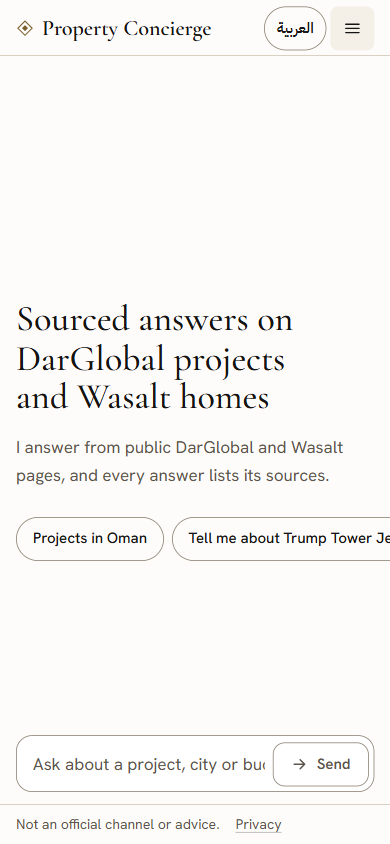 Property Concierge
العربية
Sourced answers on
DarGlobal projects
and Wasalt homes
I answer from public DarGlobal and Wasalt
pages, and every answer lists its sources.
Projects in Oman
Tell me about Trump Tower Je
Ask about a project, city or bu
Send
Not an official channel or advice. Privacy